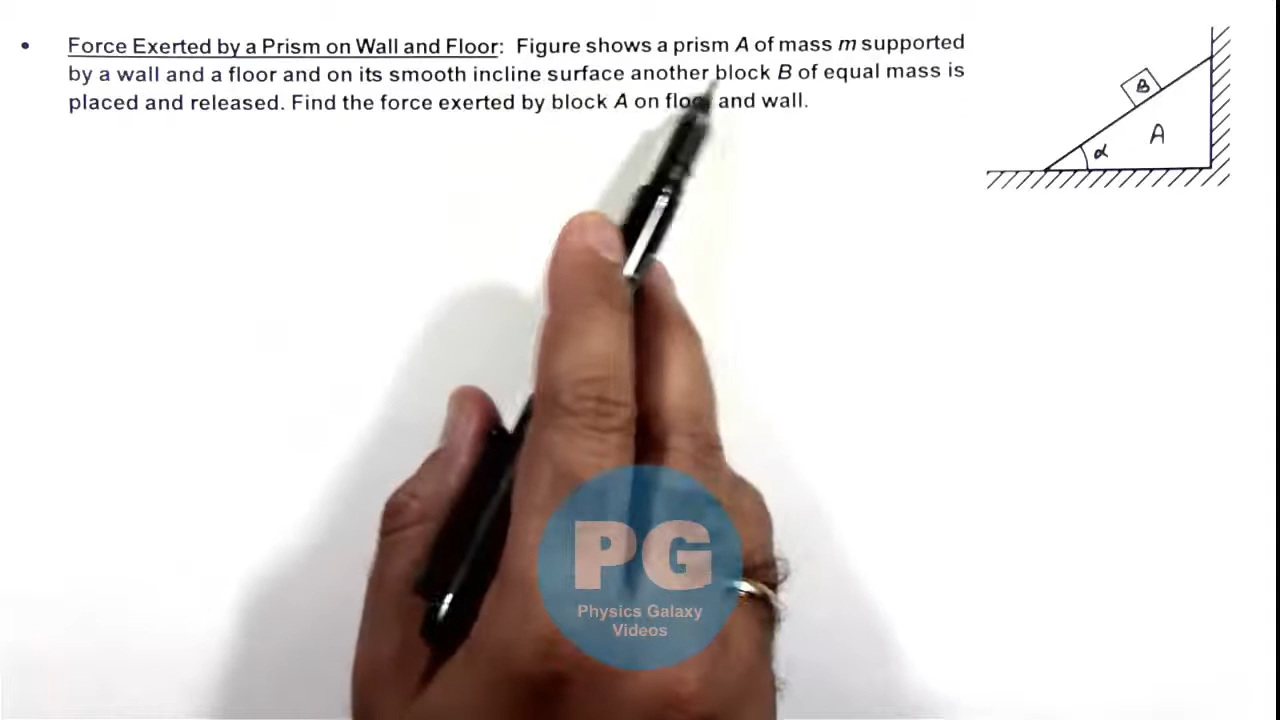 • Force Exerted by a Prism on Wall and Floor: Figure shows a prism A of mass m supported
by a wall and a floor and on its smooth incline surface another block B of equal mass is
placed and released. Find the force exerted by block A on floor and wall.
B
A
α
PG
Physics Galaxy
Videos